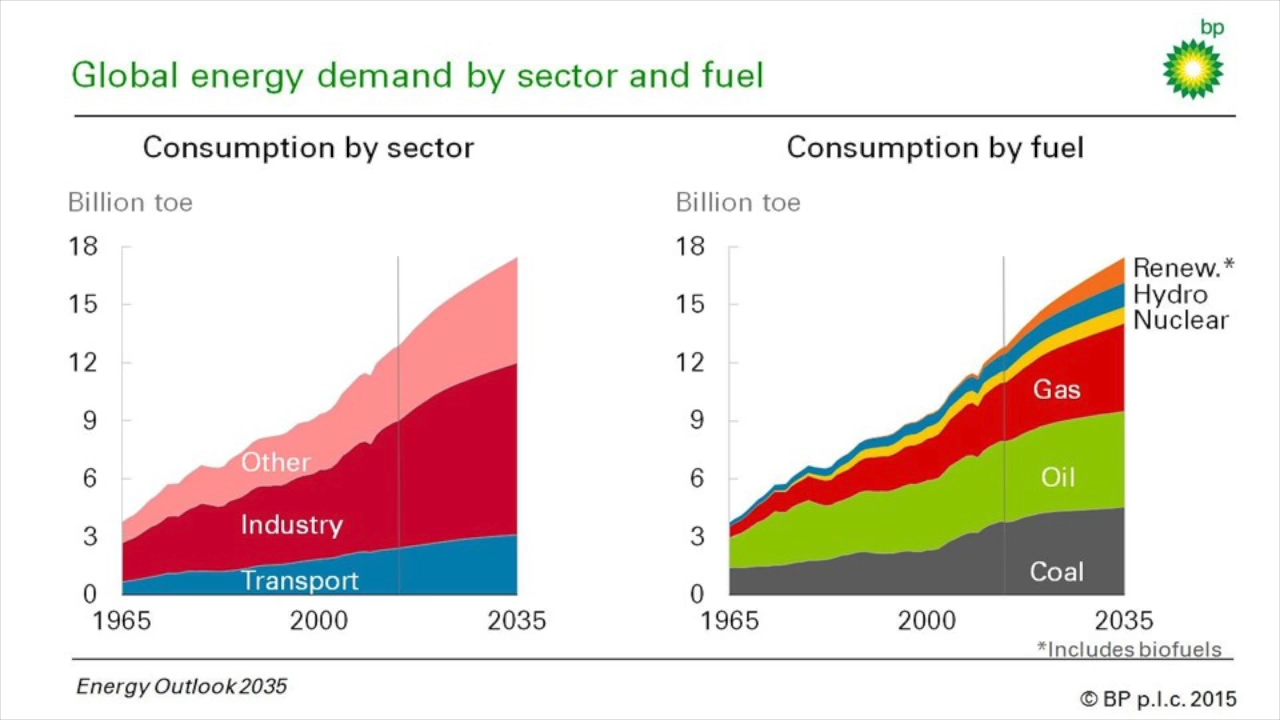 bp
Global energy demand by sector and fuel
Consumption by sector
Billion toe
18
15
12
9
6
3
0
Other
Industry
Transport
1965 2000 2035
Consumption by fuel
Billion toe
18
15
12
9
6
3
0
Renew.*
Hydro
Nuclear
Gas
Oil
Coal
1965 2000 2035
*Includes biofuels
Energy Outlook 2035
© BP p.l.c. 2015